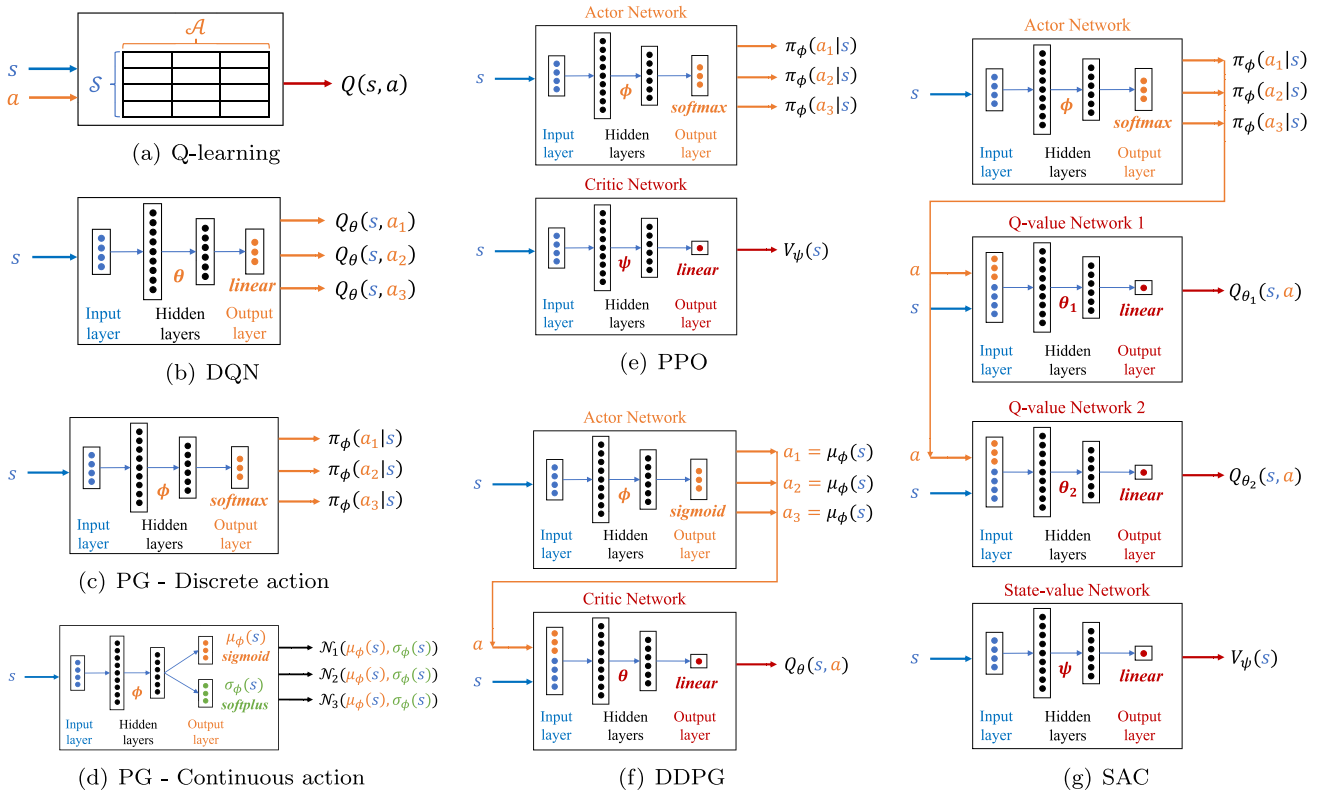 𝒜
s
a
𝒮
Q(s, a)
(a) Q-learning
s
θ
linear
Input layer
Hidden layers
Output layer
Q_θ(s, a_1)
Q_θ(s, a_2)
Q_θ(s, a_3)
(b) DQN
s
ϕ
softmax
Input layer
Hidden layers
Output layer
π_ϕ(a_1|s)
π_ϕ(a_2|s)
π_ϕ(a_3|s)
(c) PG - Discrete action
s
ϕ
μ_ϕ(s)
sigmoid
σ_ϕ(s)
softplus
Input layer
Hidden layers
Output layer
𝒩_1(μ_ϕ(s), σ_ϕ(s))
𝒩_2(μ_ϕ(s), σ_ϕ(s))
𝒩_3(μ_ϕ(s), σ_ϕ(s))
(d) PG - Continuous action
Actor Network
s
ϕ
softmax
Input layer
Hidden layers
Output layer
π_ϕ(a_1|s)
π_ϕ(a_2|s)
π_ϕ(a_3|s)
Critic Network
s
ψ
linear
Input layer
Hidden layers
Output layer
V_ψ(s)
(e) PPO
Actor Network
s
ϕ
sigmoid
Input layer
Hidden layers
Output layer
a_1 = μ_ϕ(s)
a_2 = μ_ϕ(s)
a_3 = μ_ϕ(s)
Critic Network
a
s
θ
linear
Input layer
Hidden layers
Output layer
Q_θ(s, a)
(f) DDPG
Actor Network
s
ϕ
softmax
Input layer
Hidden layers
Output layer
π_ϕ(a_1|s)
π_ϕ(a_2|s)
π_ϕ(a_3|s)
Q-value Network 1
a
s
θ_1
linear
Input layer
Hidden layers
Output layer
Q_θ_1(s, a)
Q-value Network 2
a
s
θ_2
linear
Input layer
Hidden layers
Output layer
Q_θ_2(s, a)
State-value Network
s
ψ
linear
Input layer
Hidden layers
Output layer
V_ψ(s)
(g) SAC